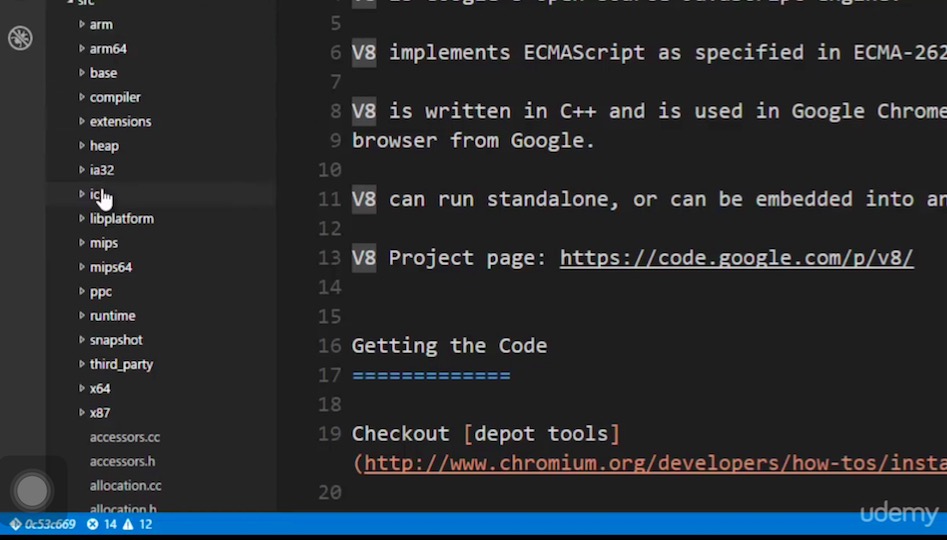 src
arm
arm64
base
compiler
extensions
heap
ia32
ic
libplatform
mips
mips64
ppc
runtime
snapshot
third_party
x64
x87
accessors.cc
accessors.h
allocation.cc
allocation.h
5
6 V8 implements ECMAScript as specified in ECMA-262
7
8 V8 is written in C++ and is used in Google Chrome
9 browser from Google.
10
11 V8 can run standalone, or can be embedded into an
12
13 V8 Project page: https://code.google.com/p/v8/
14
15
16 Getting the Code
17 =============
18
19 Checkout [depot tools]
(http://www.chromium.org/developers/how-tos/insta
20
0c53c669 14 12
udemy